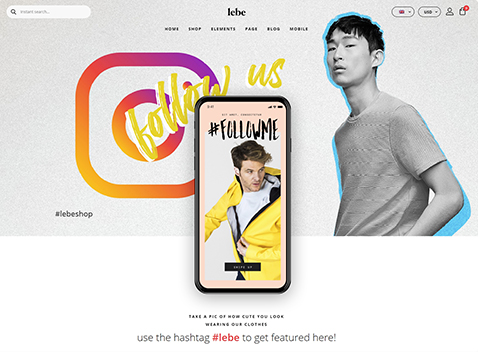 Instant search...
lebe
USD
0
HOME SHOP ELEMENTS PAGE BLOG MOBILE
follow us
#FOLLOWME
#lebeshop
TAKE A PIC OF HOW CUTE YOU LOOK
WEARING OUR CLOTHES
use the hashtag #lebe to get featured here!